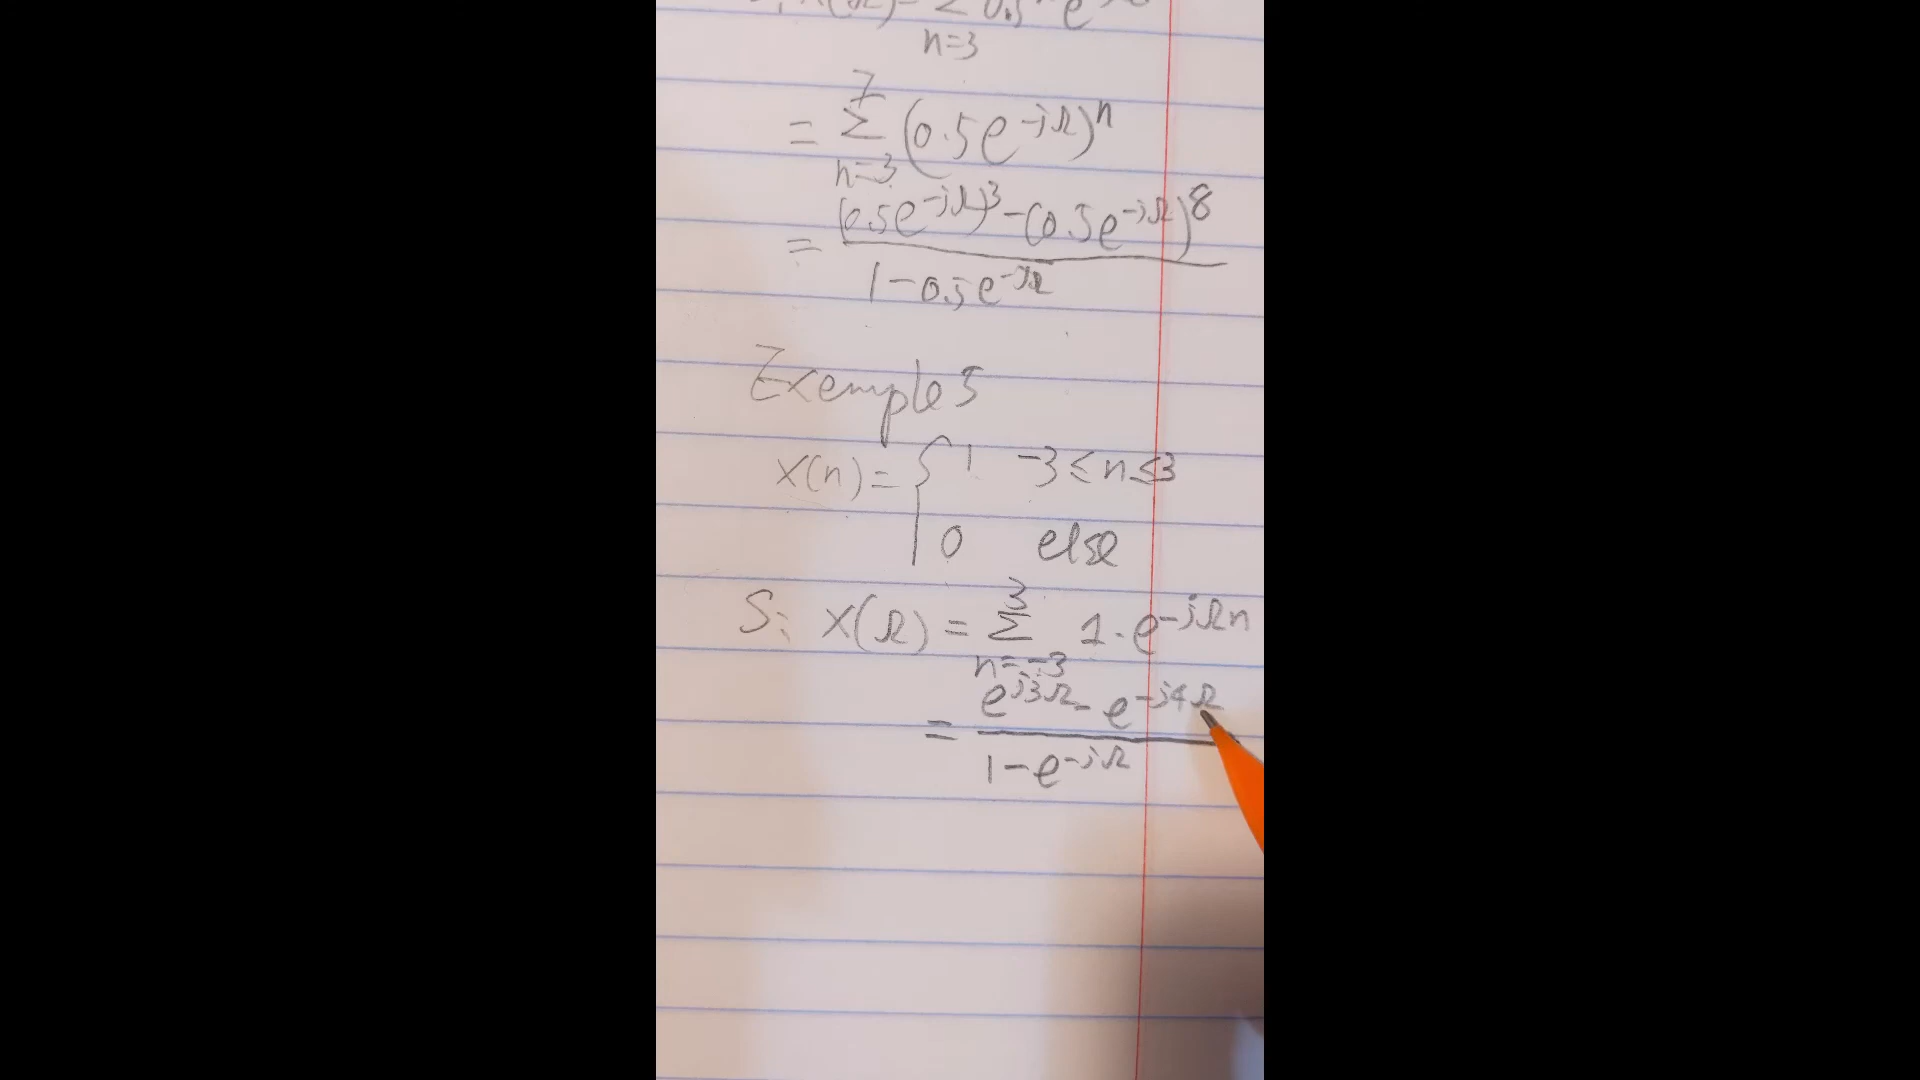 n=3
= 7 Σ n=3 (0.5e^-jΩ)^n
= (0.5e^-jΩ)^3 - (0.5e^-jΩ)^8
1-0.5e^-jΩ
Exemple 5
x(n) = { 1 -3 ≤ n ≤ 3
0 else
S: X(Ω) = 3 Σ n=-3 1 · e^-jΩn
= e^j3Ω - e^-j4Ω
1-e^-jΩ